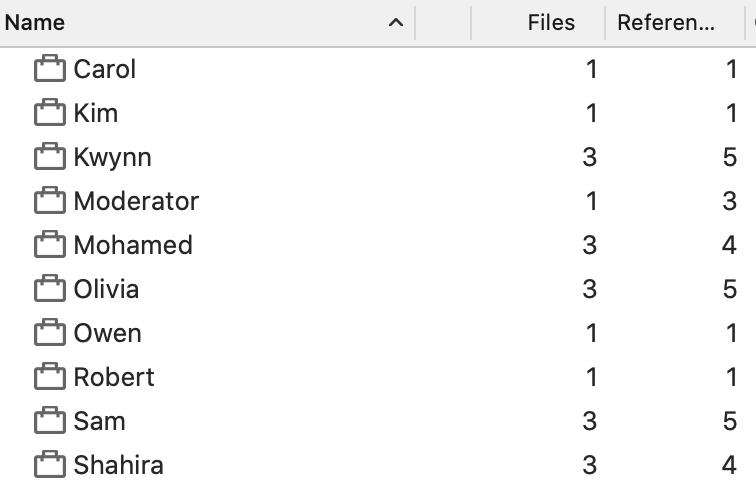 Name Files Referen...
Carol 1 1
Kim 1 1
Kwynn 3 5
Moderator 1 3
Mohamed 3 4
Olivia 3 5
Owen 1 1
Robert 1 1
Sam 3 5
Shahira 3 4